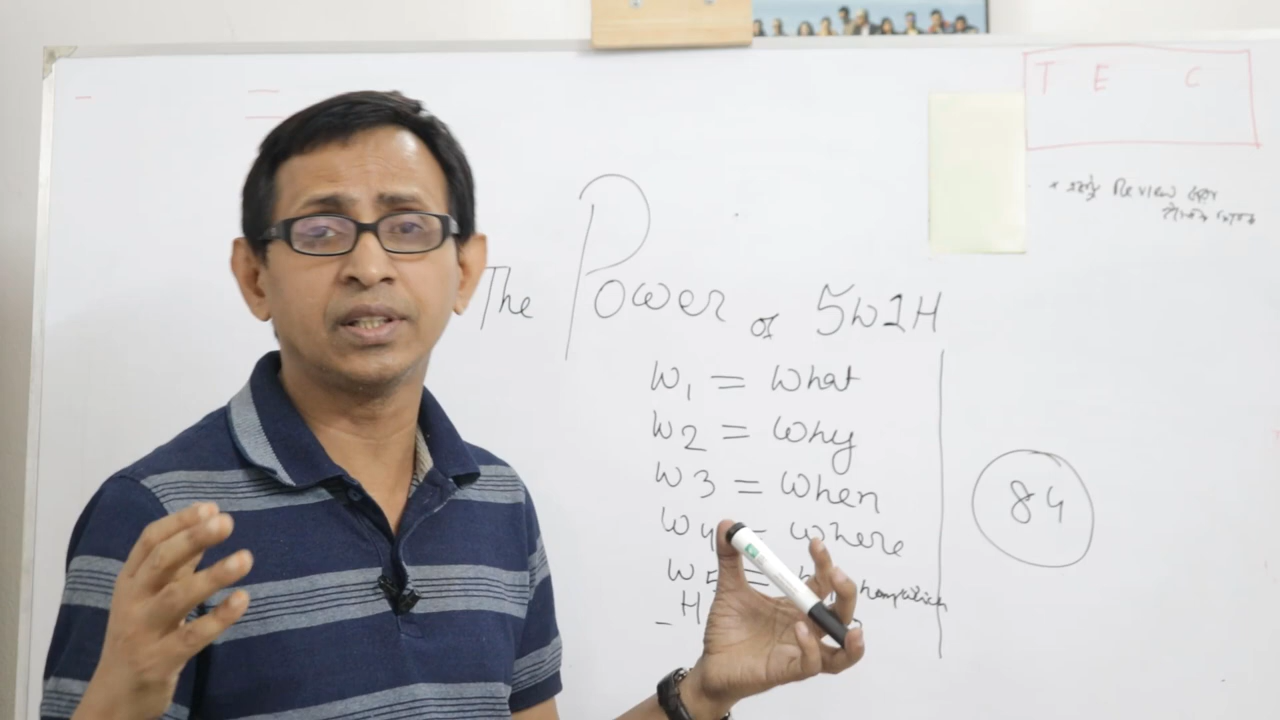 T E C
Review
The Power of 5W1H
W1 = What
W2 = Why
W3 = When
W4 = Where
W5 =
H
84